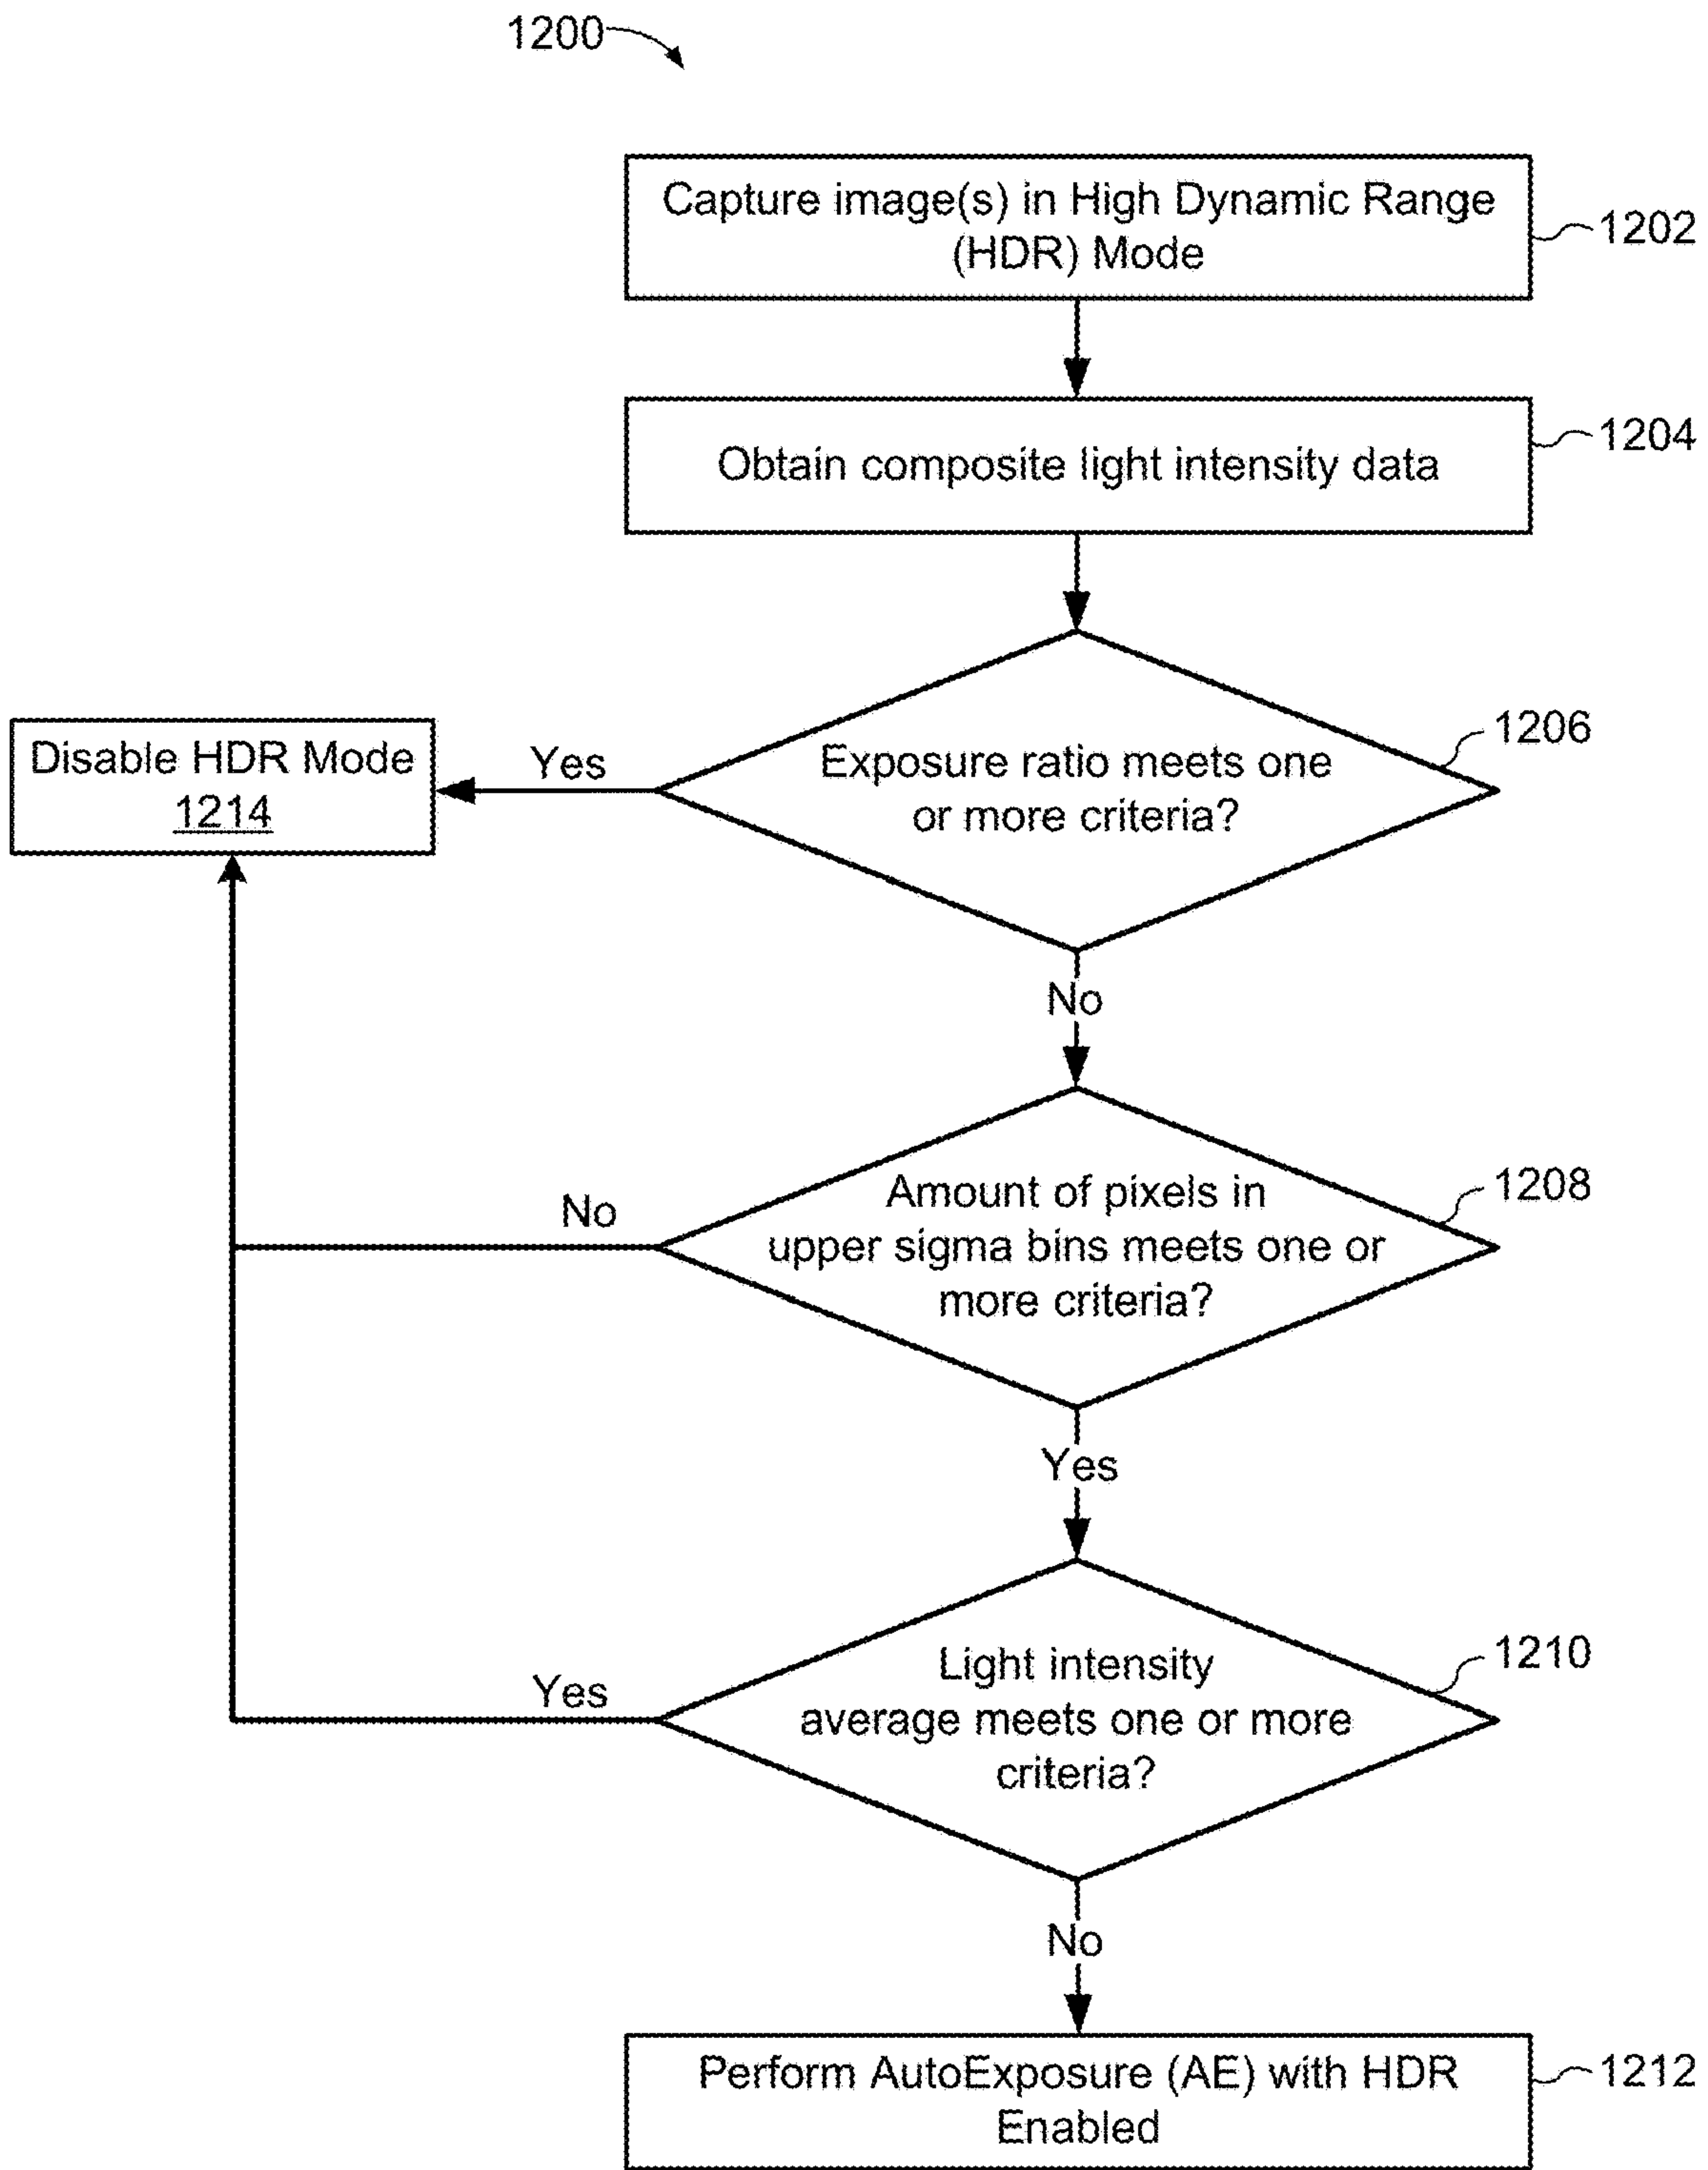 1200
Capture image(s) in High Dynamic Range
(HDR) Mode
1202
Obtain composite light intensity data
1204
Exposure ratio meets one
or more criteria?
1206
Yes
Disable HDR Mode
1214
No
Amount of pixels in
upper sigma bins meets one or
more criteria?
1208
No
Yes
Light intensity
average meets one or more
criteria?
1210
Yes
No
Perform AutoExposure (AE) with HDR
Enabled
1212